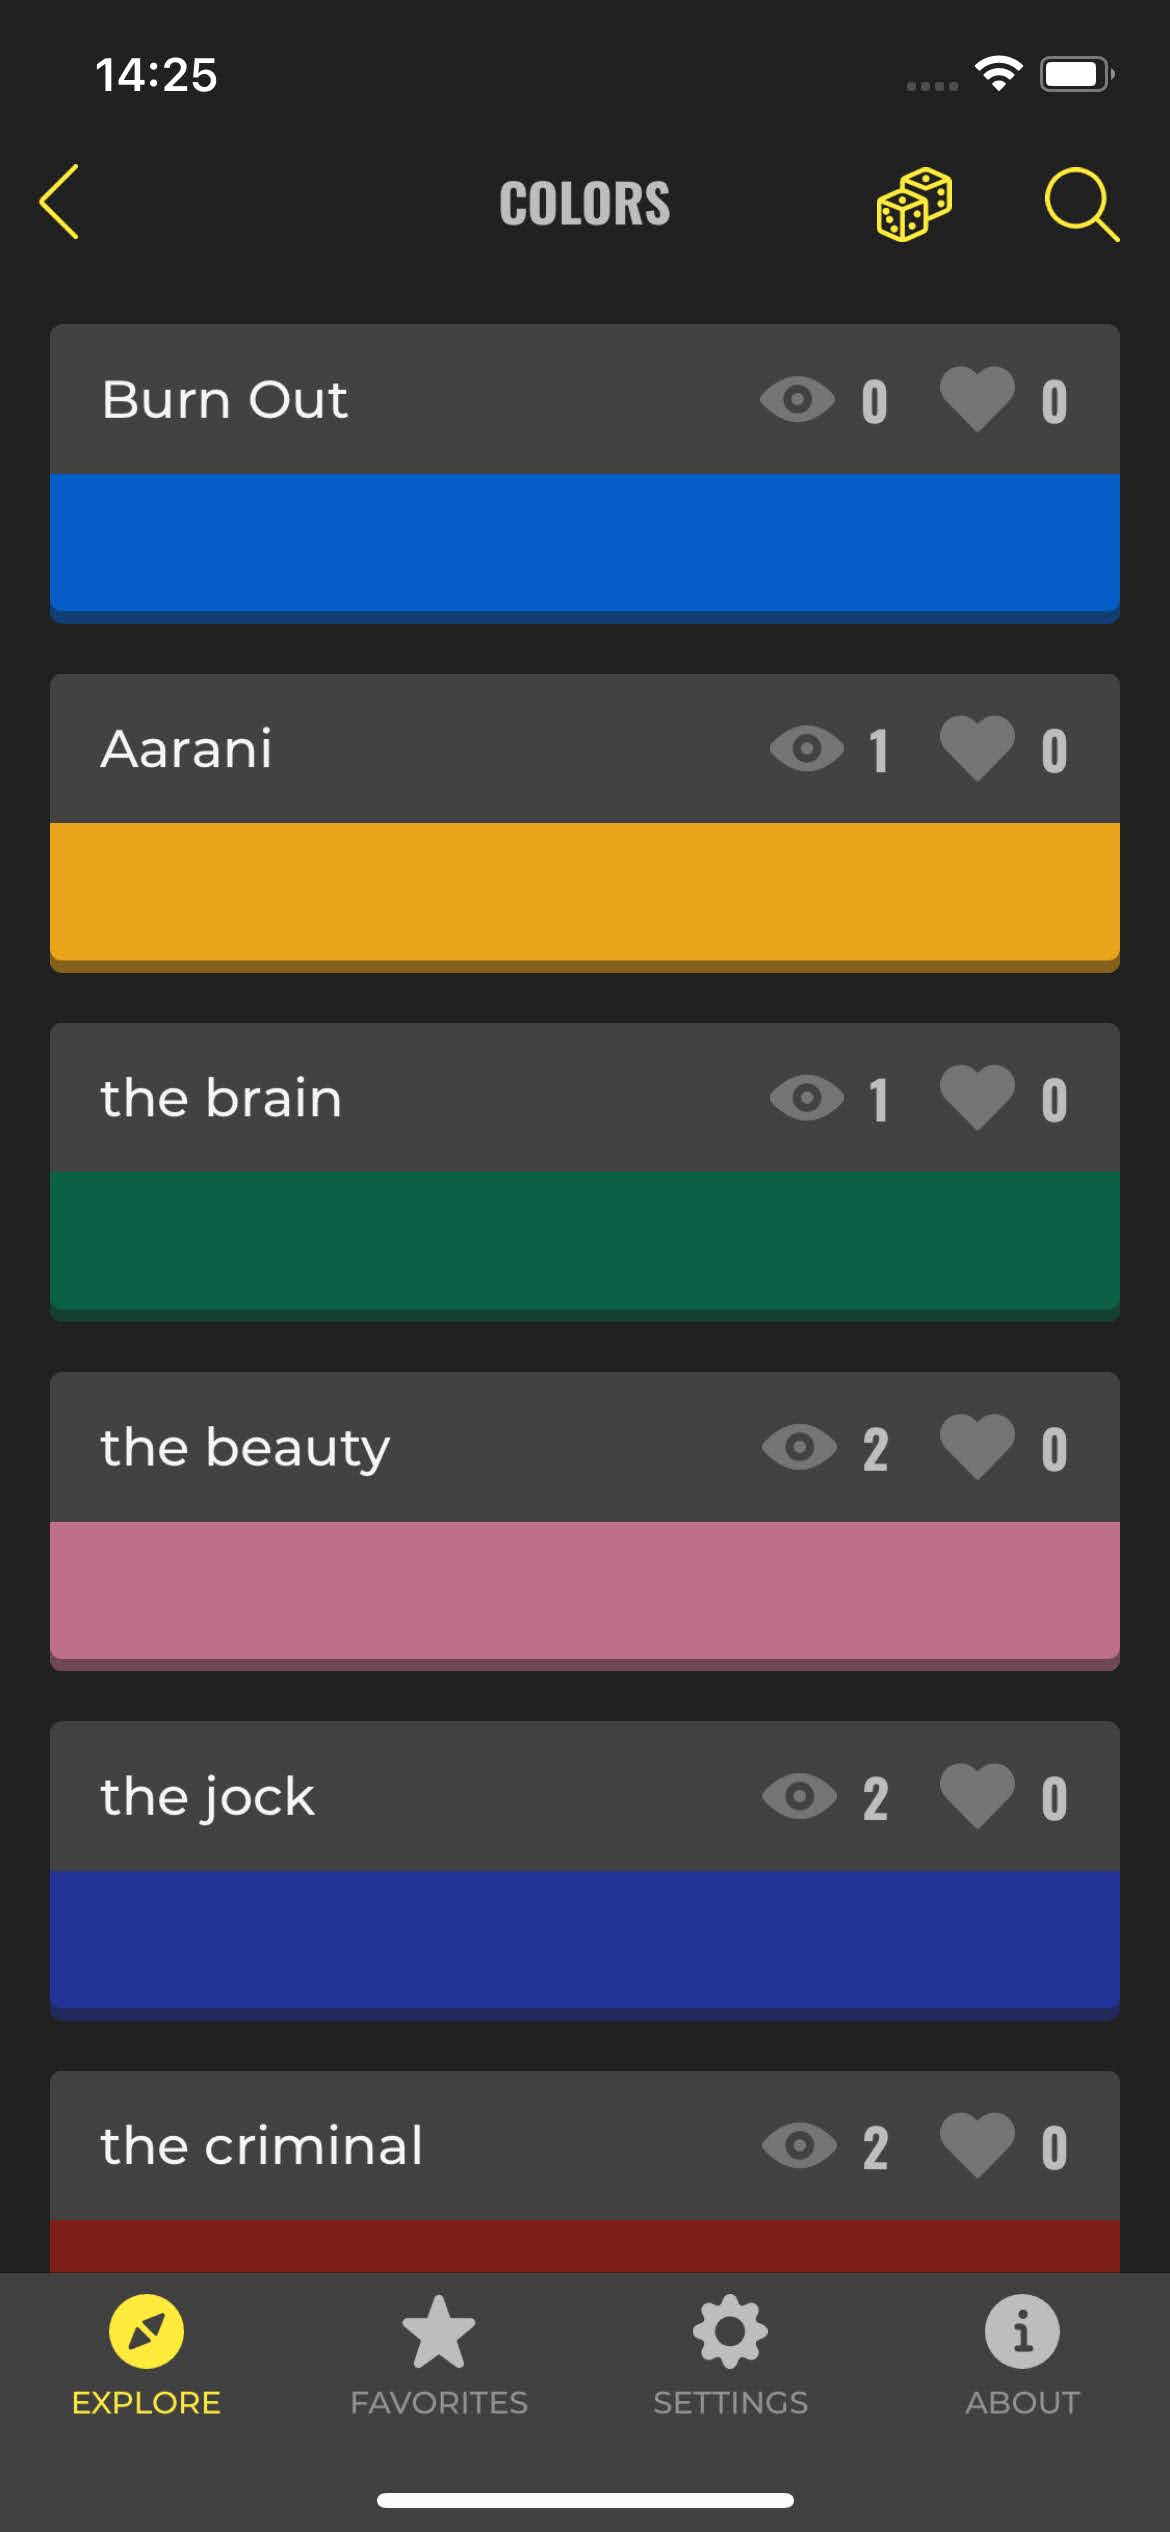 14:25
COLORS
Burn Out 0 0
Aarani 1 0
the brain 1 0
the beauty 2 0
the jock 2 0
the criminal 2 0
EXPLORE FAVORITES SETTINGS ABOUT